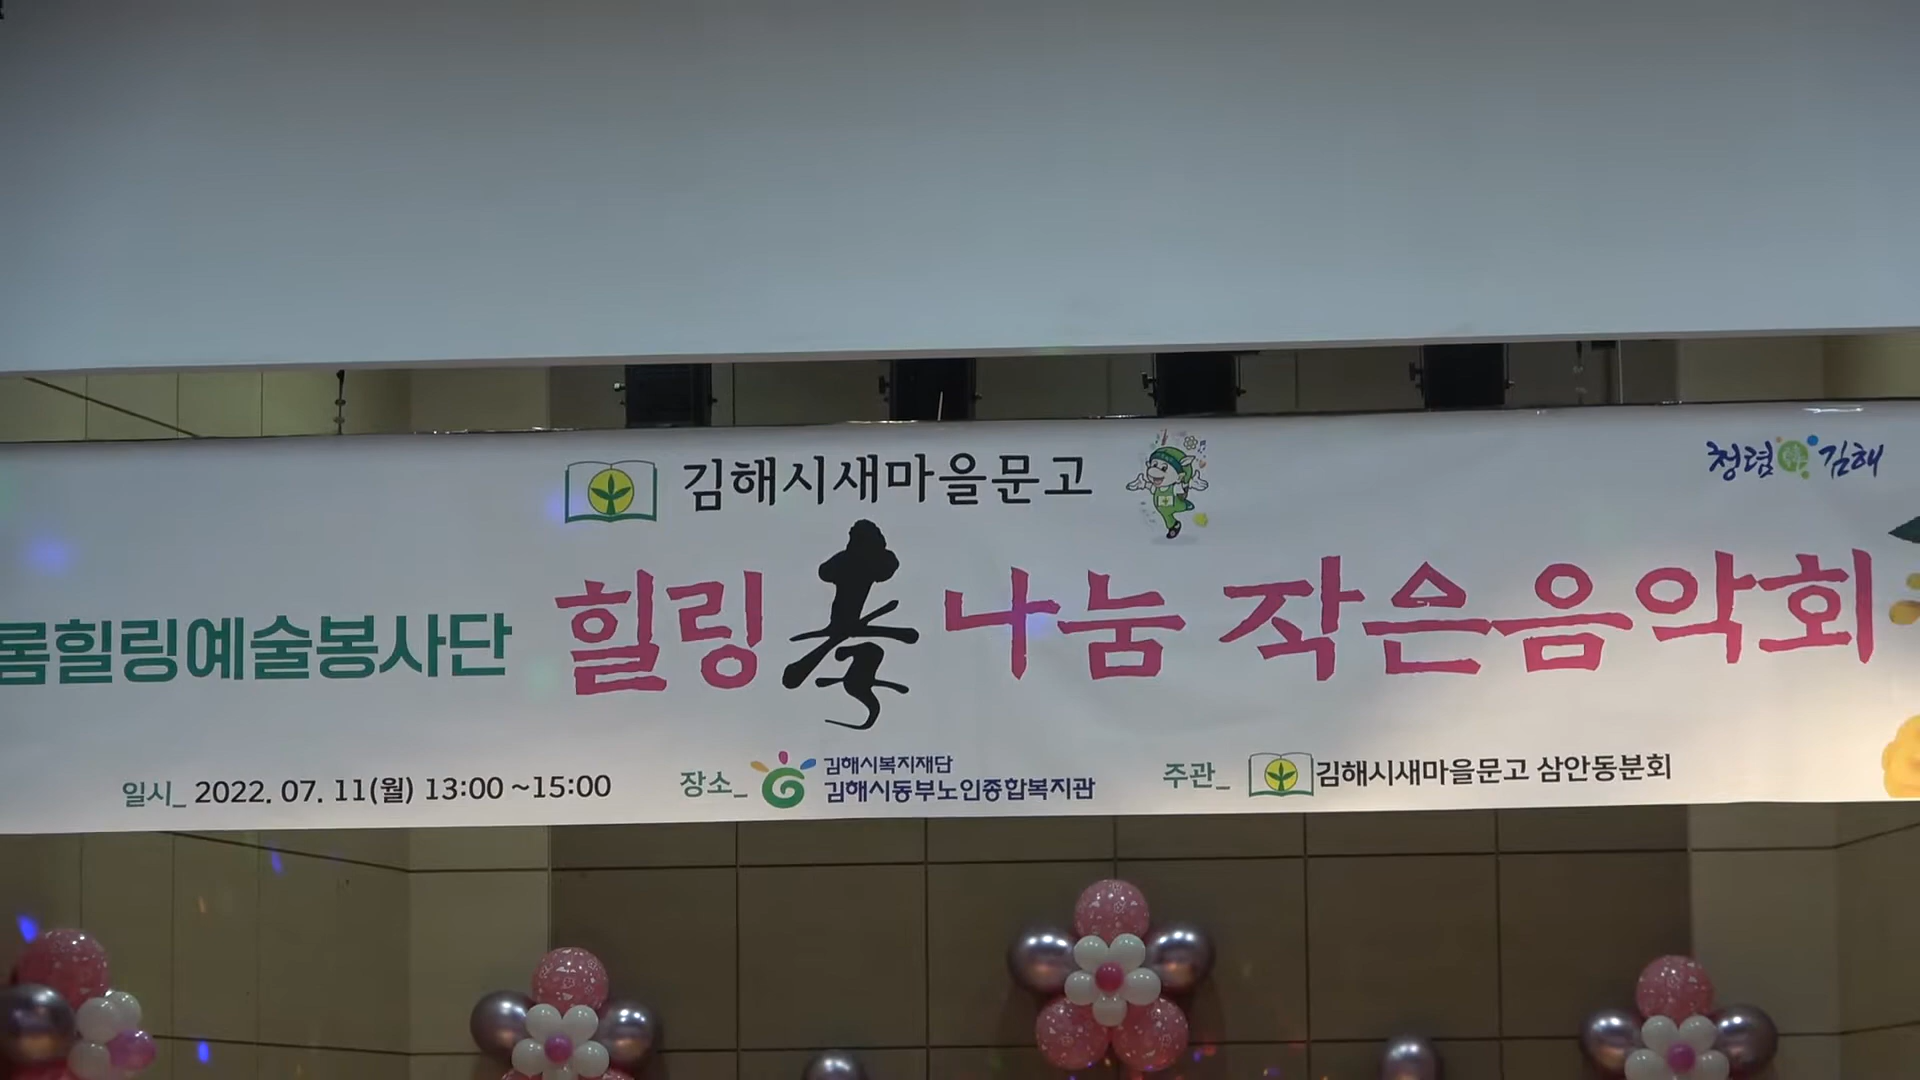 김해시새마을문고
청렴 김해
롬힐링예술봉사단 힐링孝나눔 작은음악회
일시_ 2022. 07. 11(월) 13:00 ~15:00
장소_ 김해시복지재단
김해시동부노인종합복지관
주관_ 김해시새마을문고 삼안동분회